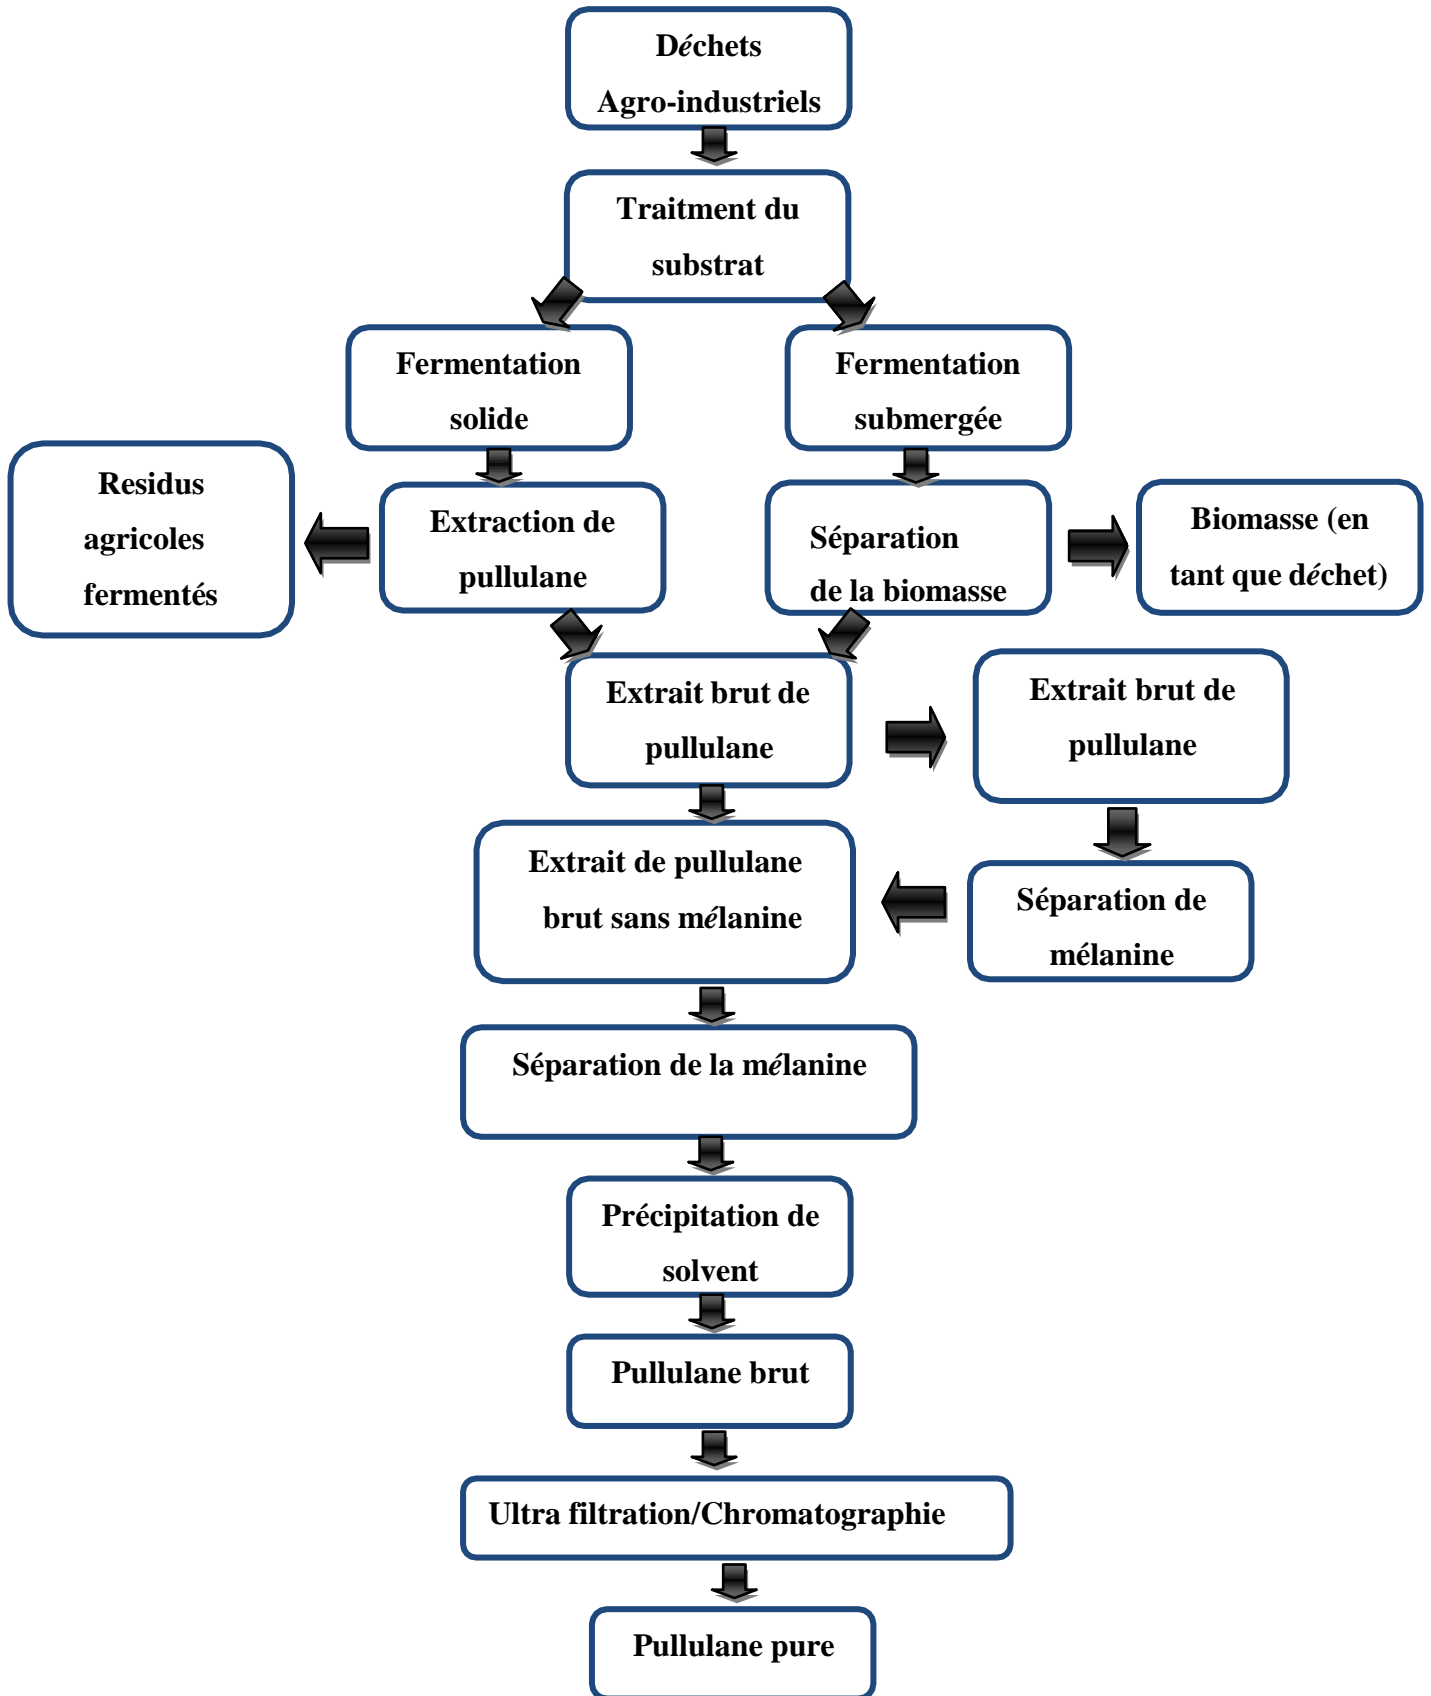 Déchets
Agro-industriels
Traitment du
substrat
Fermentation
solide
Fermentation
submergée
Residus
agricoles
fermentés
Extraction de
pullulane
Séparation
de la biomasse
Biomasse (en
tant que déchet)
Extrait brut de
pullulane
Extrait brut de
pullulane
Extrait de pullulane
brut sans mélanine
Séparation de
mélanine
Séparation de la mélanine
Précipitation de
solvent
Pullulane brut
Ultra filtration/Chromatographie
Pullulane pure